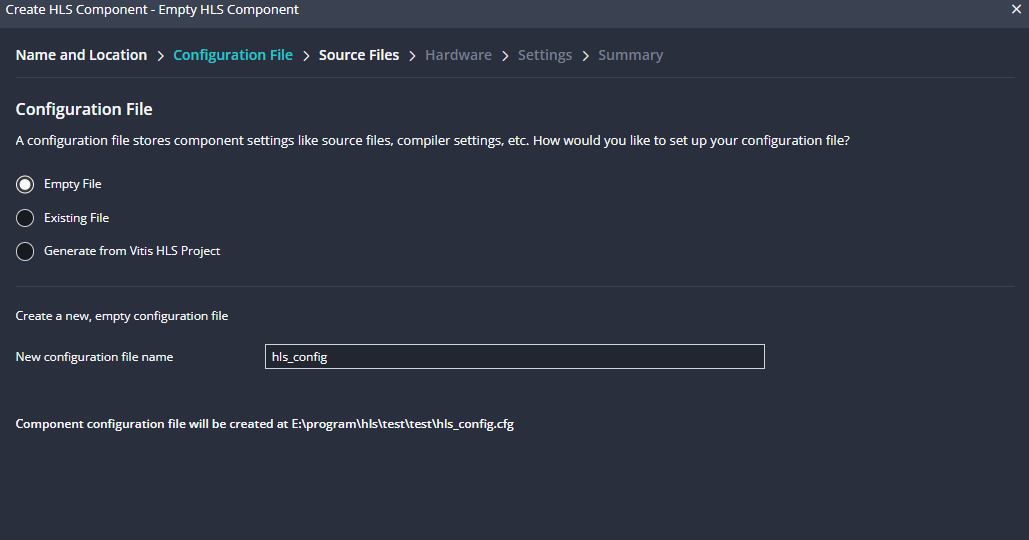 Create HLS Component - Empty HLS Component
Name and Location > Configuration File > Source Files > Hardware > Settings > Summary
Configuration File
A configuration file stores component settings like source files, compiler settings, etc. How would you like to set up your configuration file?
Empty File
Existing File
Generate from Vitis HLS Project
Create a new, empty configuration file
New configuration file name hls_config
Component configuration file will be created at E:\program\hls\test\test\hls_config.cfg